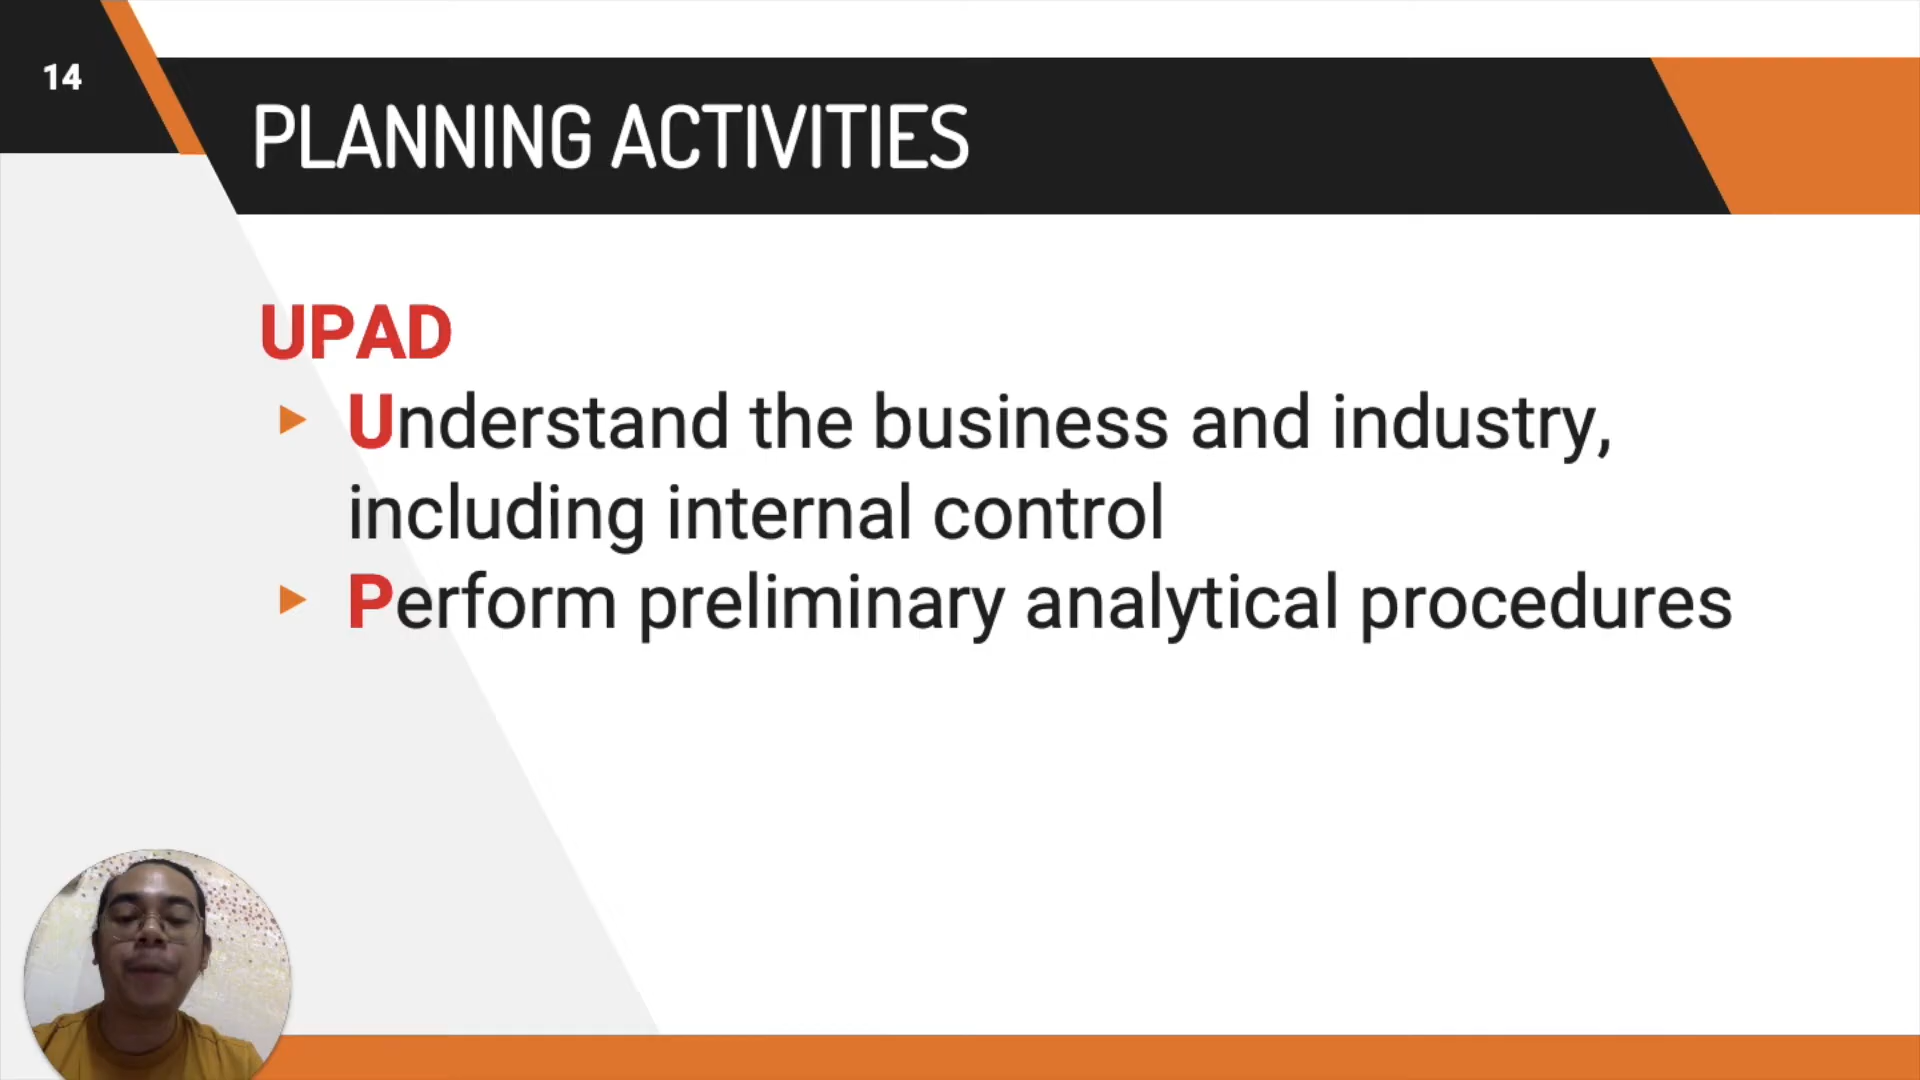 14
PLANNING ACTIVITIES
UPAD
Understand the business and industry,
including internal control
Perform preliminary analytical procedures